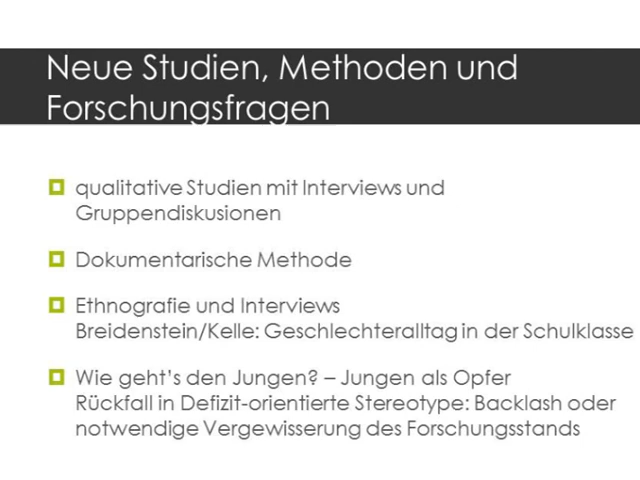 Neue Studien, Methoden und
Forschungsfragen
qualitative Studien mit Interviews und
Gruppendiskusionen
Dokumentarische Methode
Ethnografie und Interviews
Breidenstein/Kelle: Geschlechteralltag in der Schulklasse
Wie geht's den Jungen? – Jungen als Opfer
Rückfall in Defizit-orientierte Stereotype: Backlash oder
notwendige Vergewisserung des Forschungsstands